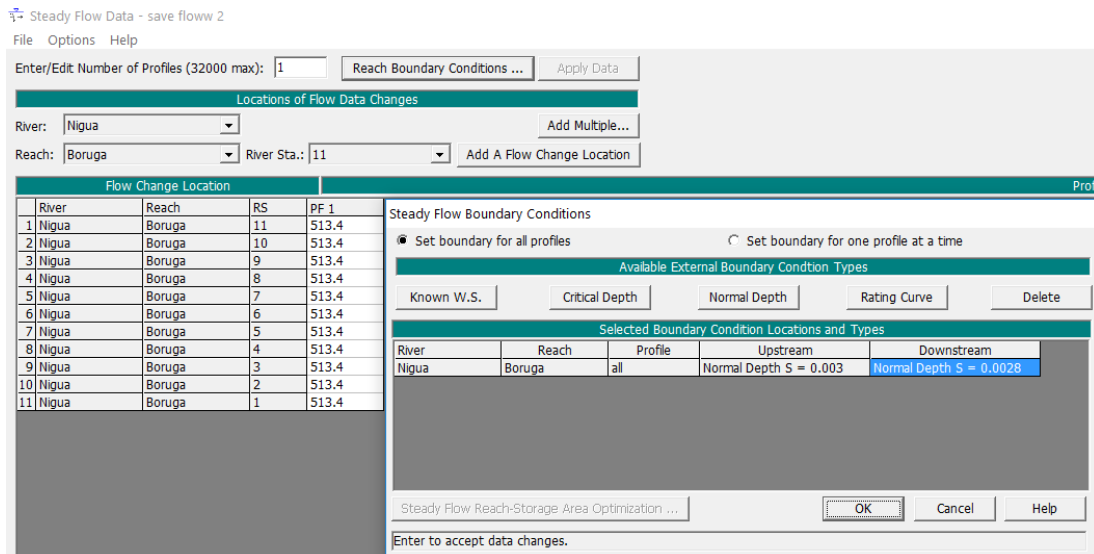 Steady Flow Data - save floww 2
File Options Help
Enter/Edit Number of Profiles (32000 max): 1 Reach Boundary Conditions ... Apply Data
Locations of Flow Data Changes
River: Nigua Add Multiple...
Reach: Boruga River Sta.: 11 Add A Flow Change Location
Flow Change Location Prof
River Reach RS PF 1
1 Nigua Boruga 11 513.4
2 Nigua Boruga 10 513.4
3 Nigua Boruga 9 513.4
4 Nigua Boruga 8 513.4
5 Nigua Boruga 7 513.4
6 Nigua Boruga 6 513.4
7 Nigua Boruga 5 513.4
8 Nigua Boruga 4 513.4
9 Nigua Boruga 3 513.4
10 Nigua Boruga 2 513.4
11 Nigua Boruga 1 513.4
Steady Flow Boundary Conditions
Set boundary for all profiles Set boundary for one profile at a time
Available External Boundary Condtion Types
Known W.S. Critical Depth Normal Depth Rating Curve Delete
Selected Boundary Condition Locations and Types
River Reach Profile Upstream Downstream
Nigua Boruga all Normal Depth S = 0.003 Normal Depth S = 0.0028
Steady Flow Reach-Storage Area Optimization ... OK Cancel Help
Enter to accept data changes.